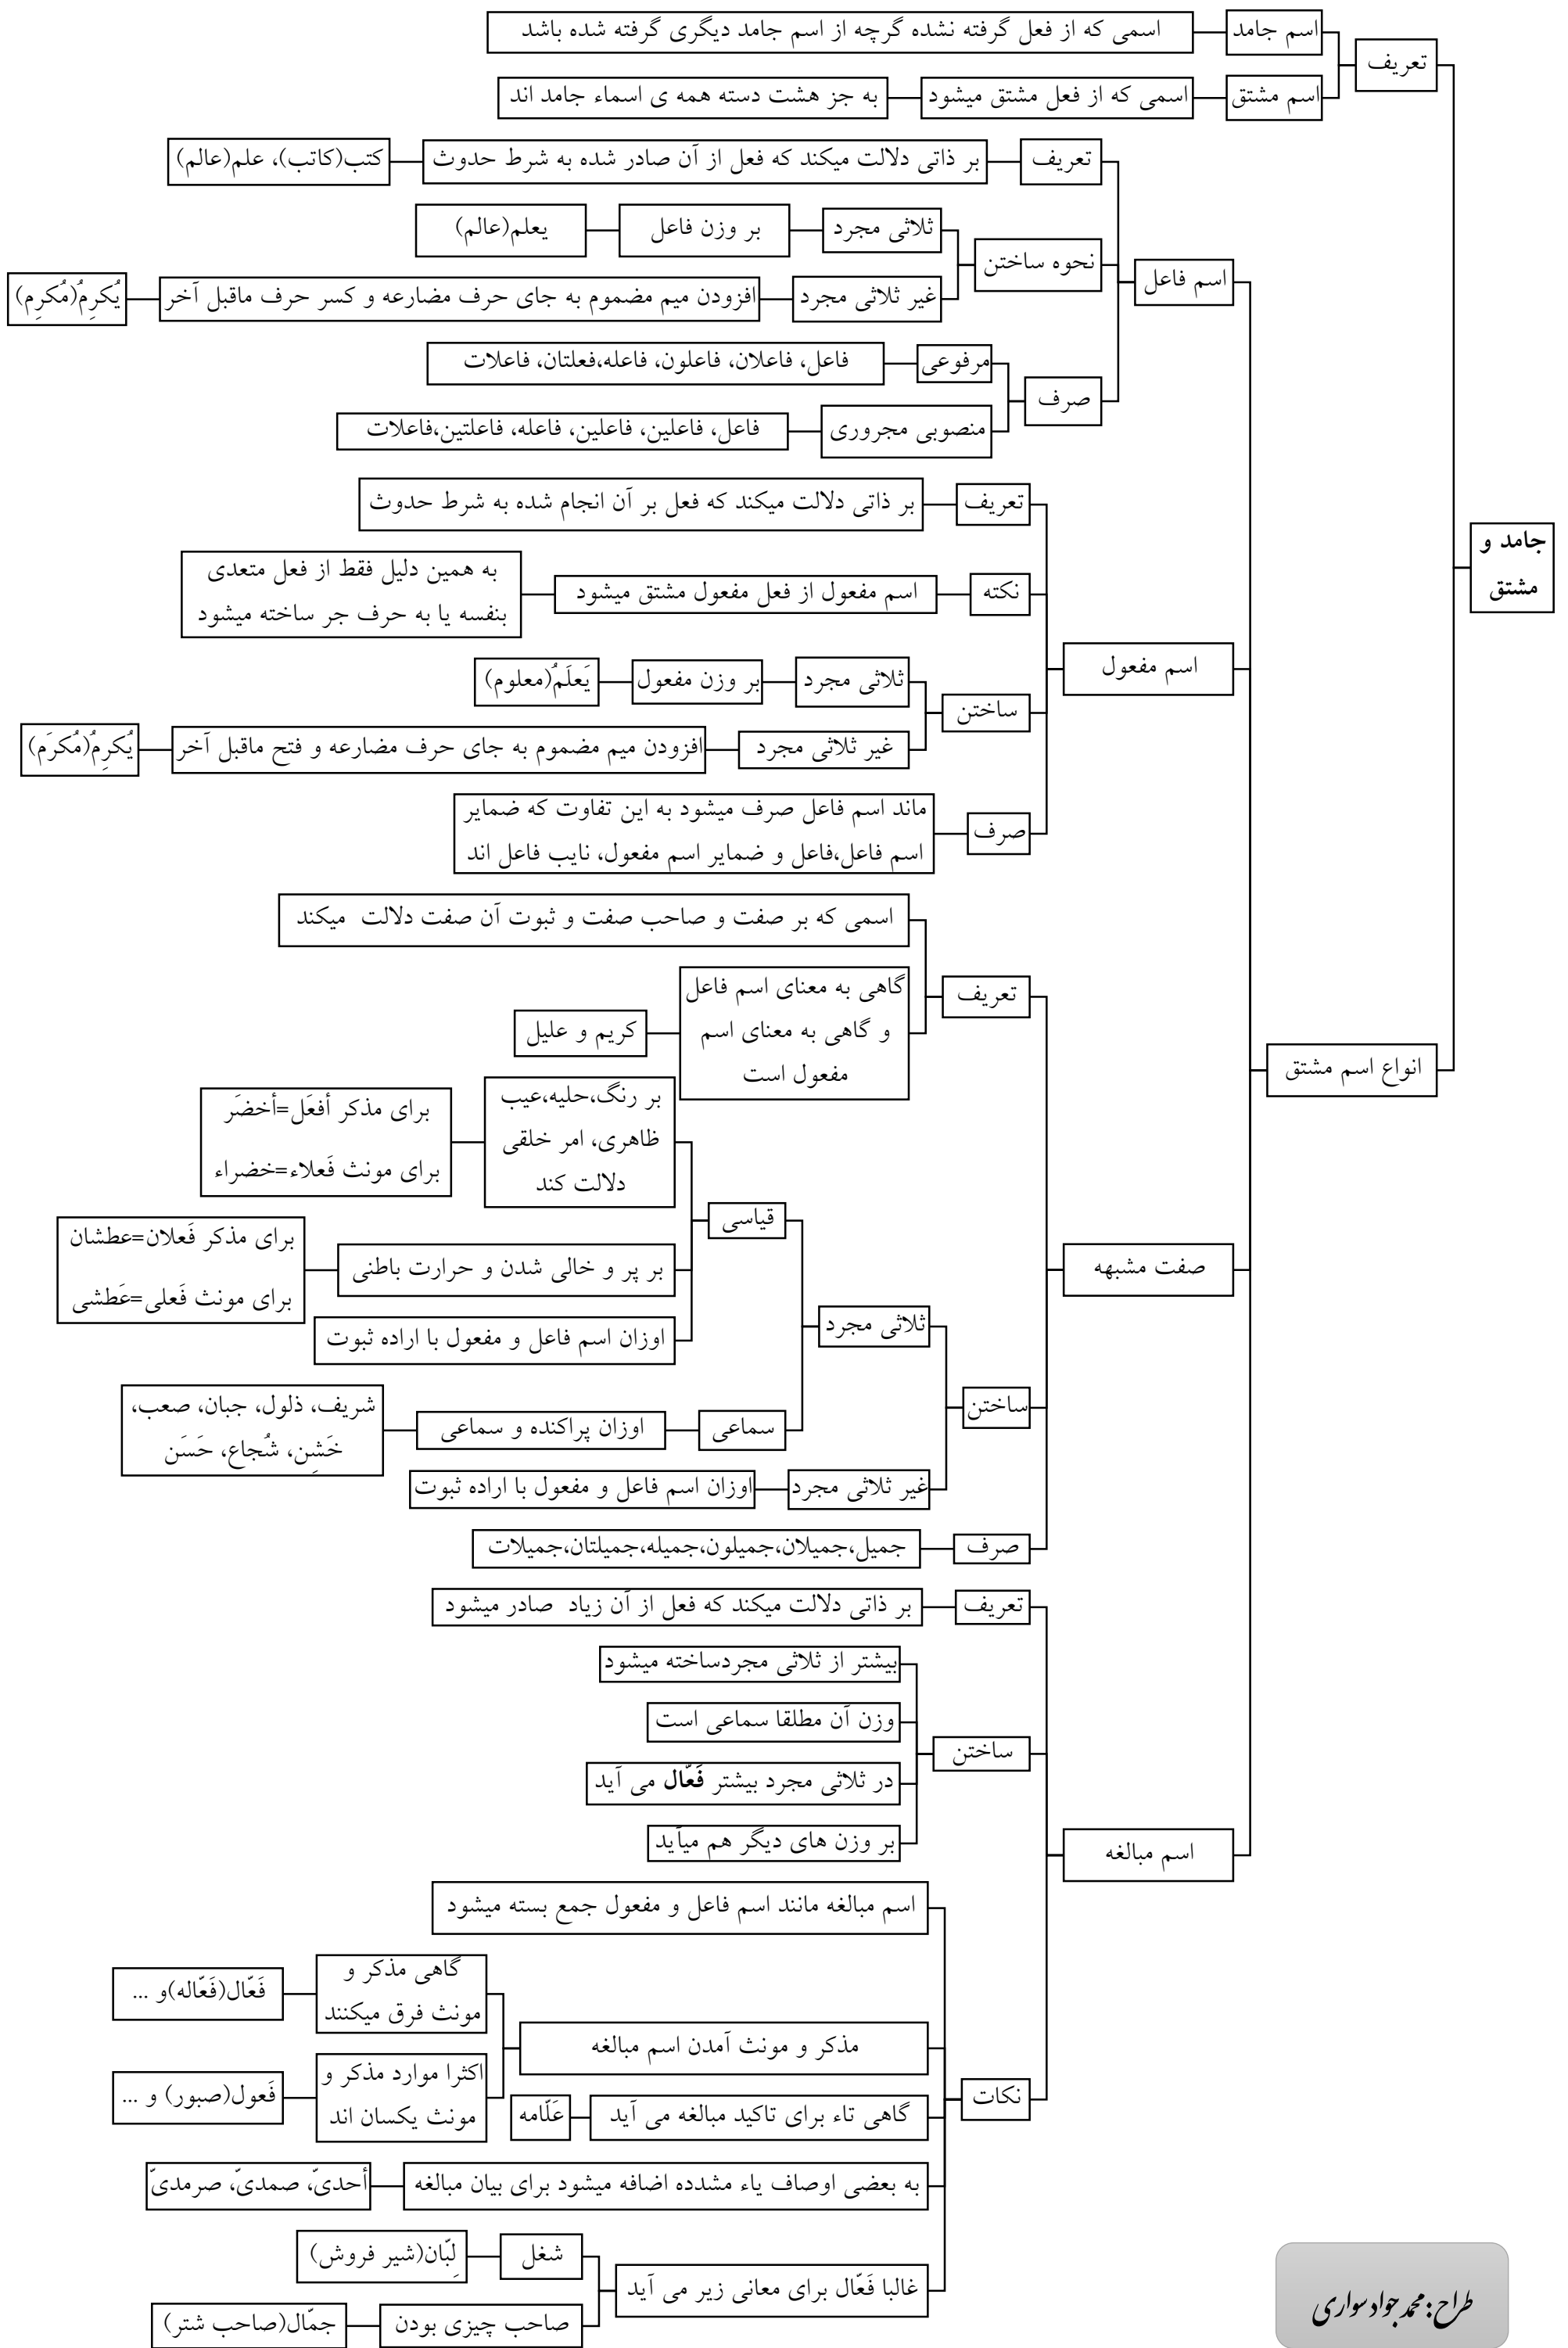 جامد و
مشتق
تعریف
اسم جامد
اسمی که از فعل گرفته نشده گرچه از اسم جامد دیگری گرفته شده باشد
اسم مشتق
اسمی که از فعل مشتق میشود
به جز هشت دسته همه ی اسماء جامد اند
انواع اسم مشتق
اسم فاعل
تعریف
بر ذاتی دلالت میکند که فعل از آن صادر شده به شرط حدوث
کتب(کاتب)، علم(عالم)
نحوه ساختن
ثلاثی مجرد
بر وزن فاعل
یعلم(عالم)
غیر ثلاثی مجرد
افزودن میم مضموم به جای حرف مضارعه و کسر حرف ماقبل آخر
یُکرِمُ(مُکرِم)
صرف
مرفوعی
فاعل، فاعلان، فاعلون، فاعله،فعلتان، فاعلات
منصوبی مجروری
فاعل، فاعلین، فاعلین، فاعله، فاعلتین،فاعلات
اسم مفعول
تعریف
بر ذاتی دلالت میکند که فعل بر آن انجام شده به شرط حدوث
نکته
اسم مفعول از فعل مفعول مشتق میشود
به همین دلیل فقط از فعل متعدی
بنفسه یا به حرف جر ساخته میشود
ساختن
ثلاثی مجرد
بر وزن مفعول
یَعلَمُ(معلوم)
غیر ثلاثی مجرد
افزودن میم مضموم به جای حرف مضارعه و فتح ماقبل آخر
یُکرِمُ(مُکرَم)
صرف
ماند اسم فاعل صرف میشود به این تفاوت که ضمایر
اسم فاعل،فاعل و ضمایر اسم مفعول، نایب فاعل اند
صفت مشبهه
تعریف
اسمی که بر صفت و صاحب صفت و ثبوت آن صفت دلالت میکند
گاهی به معنای اسم فاعل
و گاهی به معنای اسم
مفعول است
کریم و علیل
ساختن
ثلاثی مجرد
قیاسی
بر رنگ،حلیه،عیب
ظاهری، امر خلقی
دلالت کند
برای مذکر أفعَل=أخضَر
برای مونث فَعلاء=خضراء
بر پر و خالی شدن و حرارت باطنی
برای مذکر فَعلان=عطشان
برای مونث فَعلی=عَطشی
اوزان اسم فاعل و مفعول با اراده ثبوت
سماعی
اوزان پراکنده و سماعی
شریف، ذلول، جبان، صعب،
خَشِن، شُجاع، حَسَن
غیر ثلاثی مجرد
اوزان اسم فاعل و مفعول با اراده ثبوت
صرف
جمیل،جمیلان،جمیلون،جمیله،جمیلتان،جمیلات
اسم مبالغه
تعریف
بر ذاتی دلالت میکند که فعل از آن زیاد صادر میشود
ساختن
بیشتر از ثلاثی مجردساخته میشود
وزن آن مطلقا سماعی است
در ثلاثی مجرد بیشتر فَعّال می آید
بر وزن های دیگر هم میآید
نکات
اسم مبالغه مانند اسم فاعل و مفعول جمع بسته میشود
مذکر و مونث آمدن اسم مبالغه
گاهی مذکر و
مونث فرق میکنند
فَعّال(فَعّاله)و ...
اکثرا موارد مذکر و
مونث یکسان اند
فَعول(صبور) و ...
گاهی تاء برای تاکید مبالغه می آید
عَلّامه
به بعضی اوصاف یاء مشدده اضافه میشود برای بیان مبالغه
أحدیّ، صمدیّ، صرمدیّ
غالبا فَعّال برای معانی زیر می آید
شغل
لِبّان(شیر فروش)
صاحب چیزی بودن
جمّال(صاحب شتر)
طراح:محمد جواد سواری